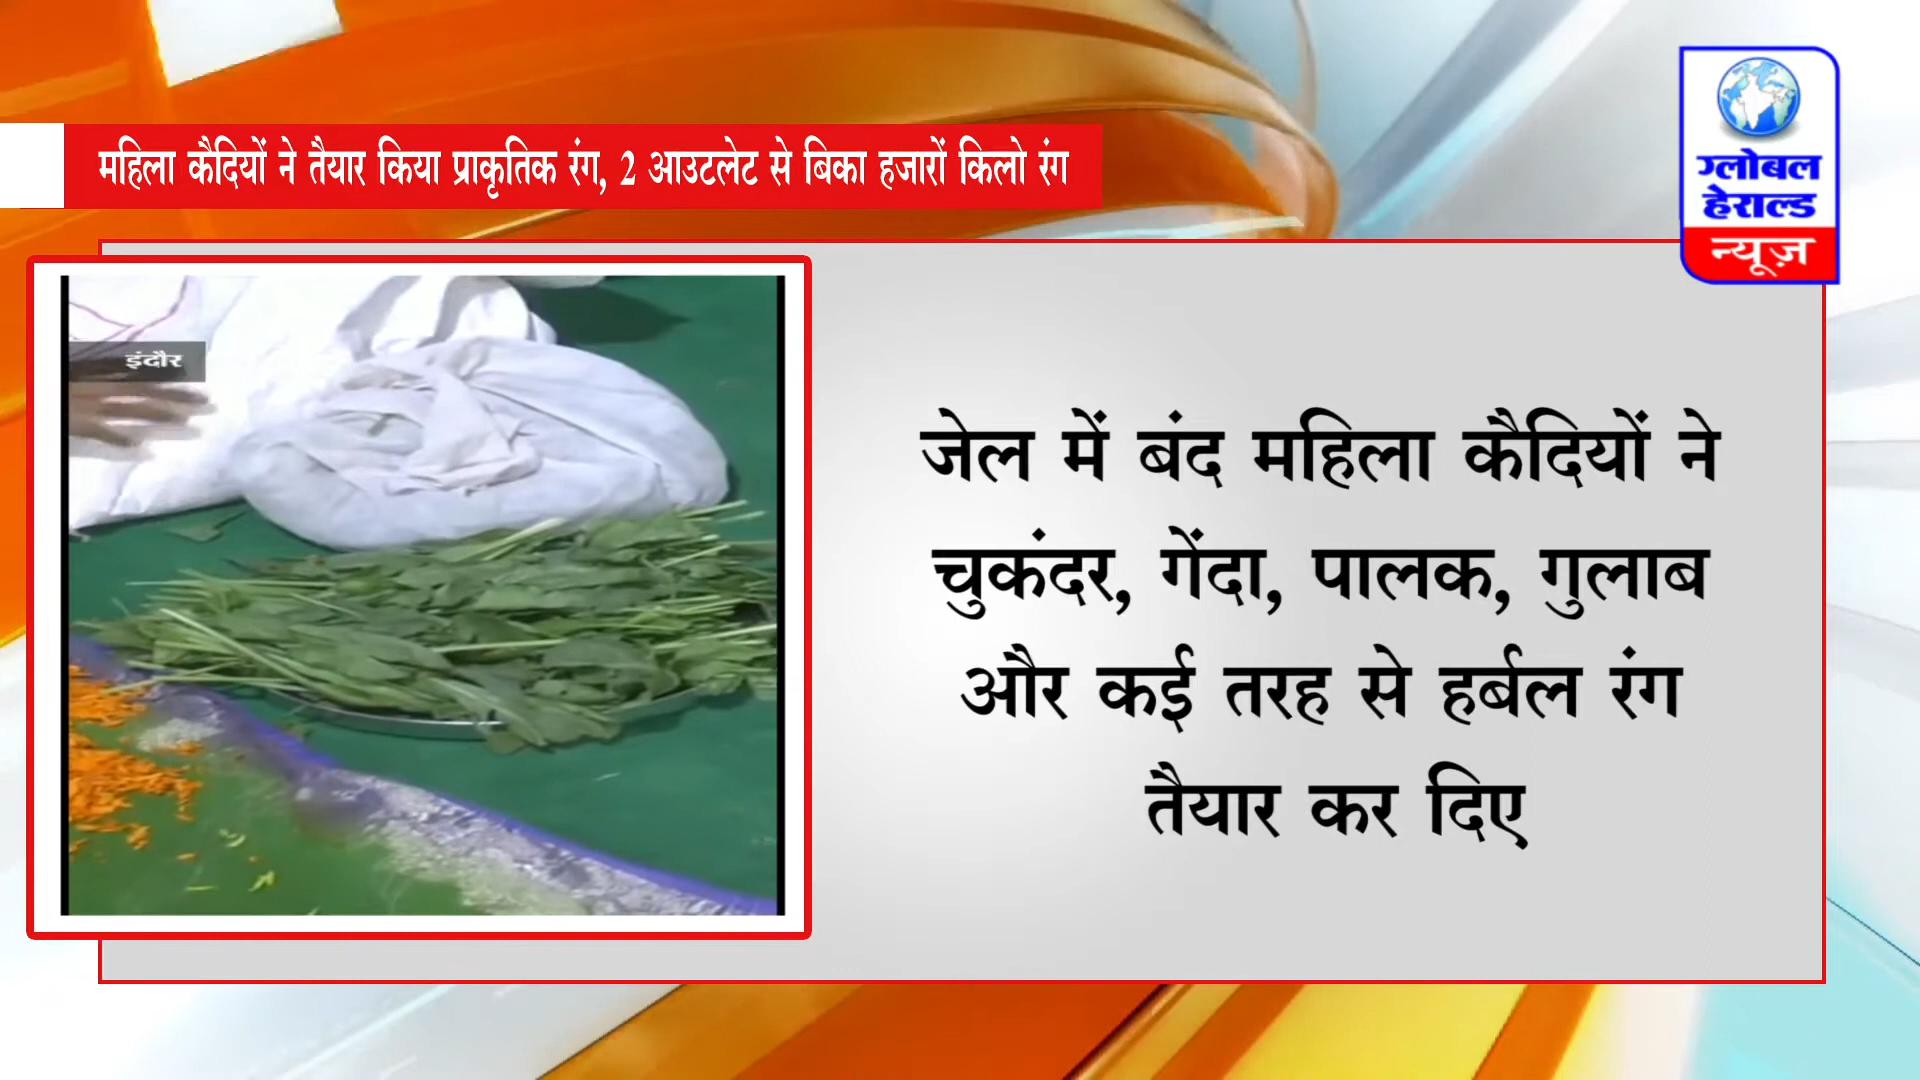 महिला कैदियों ने तैयार किया प्राकृतिक रंग, 2 आउटलेट से बिका हजारों किलो रंग
ग्लोबल
हेराल्ड
न्यूज़
इंदौर
जेल में बंद महिला कैदियों ने
चुकंदर, गेंदा, पालक, गुलाब
और कई तरह से हर्बल रंग
तैयार कर दिए